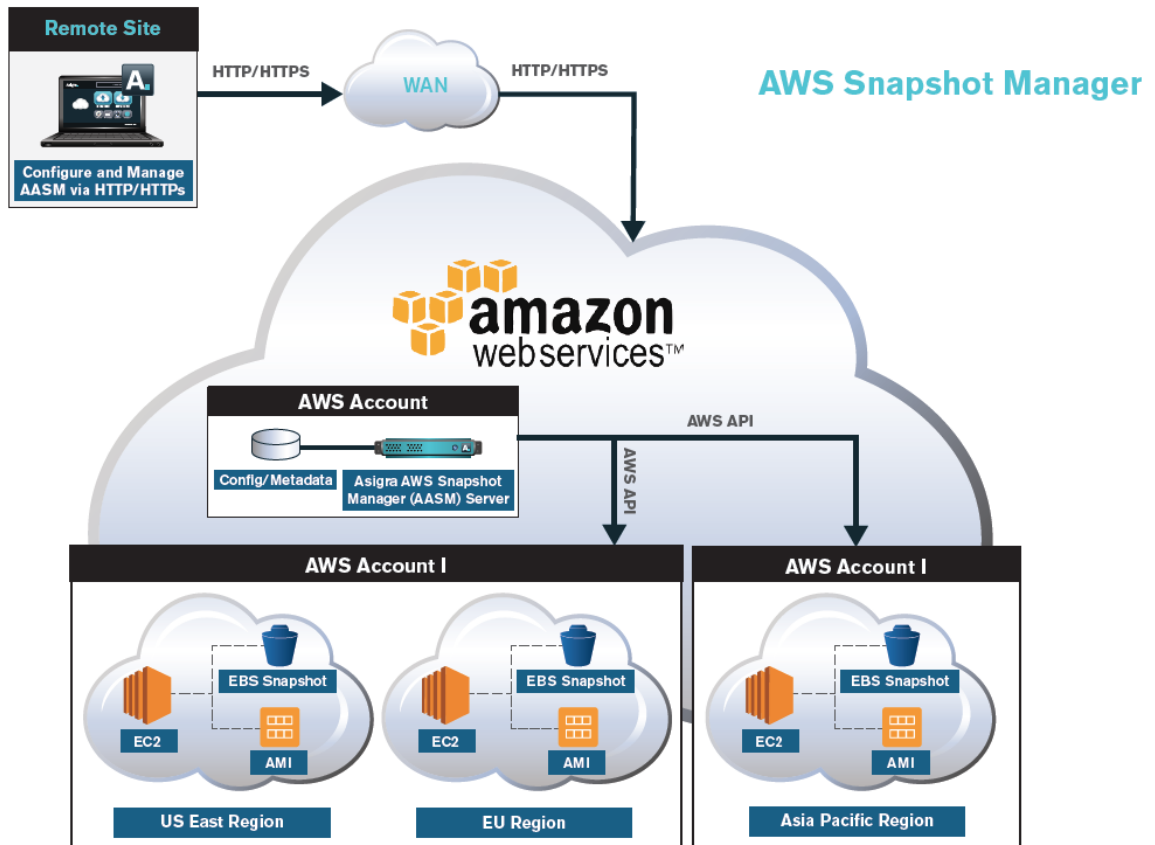 Remote Site
HTTP/HTTPS
WAN
HTTP/HTTPS
AWS Snapshot Manager
A
Configure and Manage
AASM via HTTP/HTTPs
amazon
webservices™
AWS Account
AWS API
AWS API
Config/Metadata
Asigra AWS Snapshot
Manager (AASM) Server
AWS Account I
AWS Account I
EBS Snapshot
EC2
AMI
US East Region
EBS Snapshot
EC2
AMI
EU Region
EBS Snapshot
EC2
AMI
Asia Pacific Region